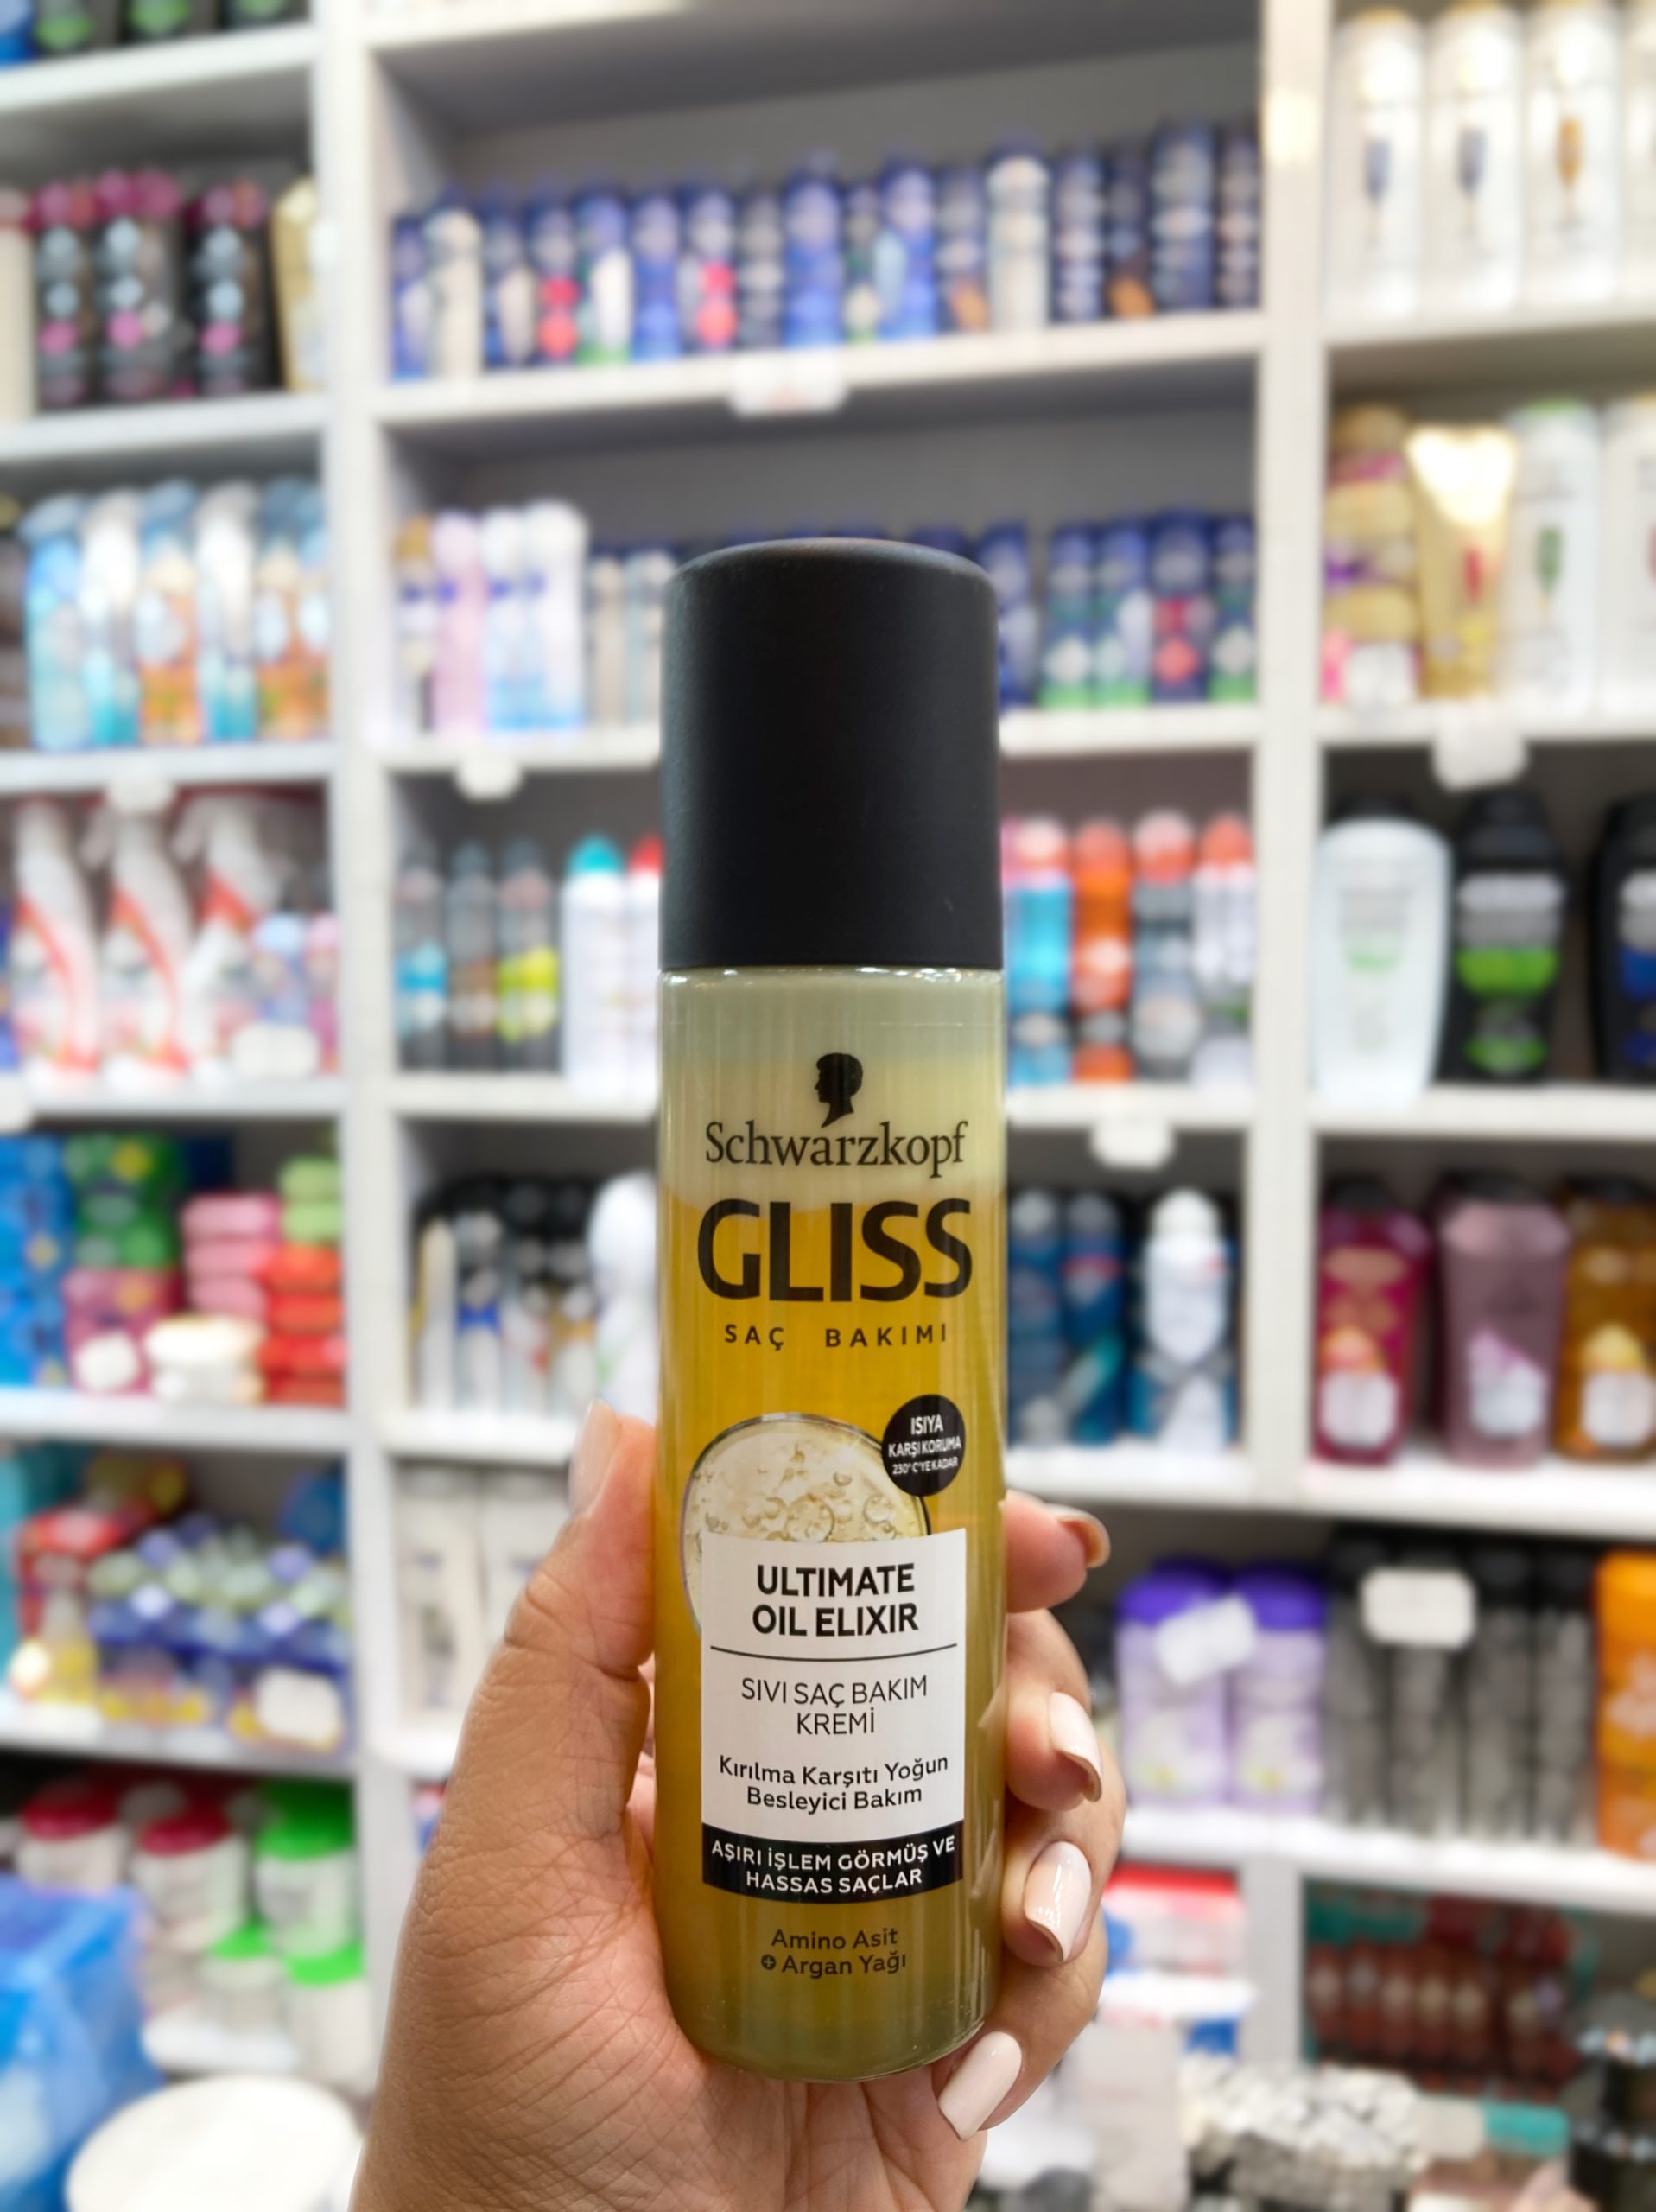 Schwarzkopf
GLISS
SAÇ BAKIMI
ISIYA
KARŞI KORUMA
230°C'YE KADAR
ULTIMATE
OIL ELIXIR
SIVI SAÇ BAKIM
KREMİ
Kırılma Karşıtı Yoğun
Besleyici Bakım
AŞIRI İŞLEM GÖRMÜŞ VE
HASSAS SAÇLAR
Amino Asit
+ Argan Yağı